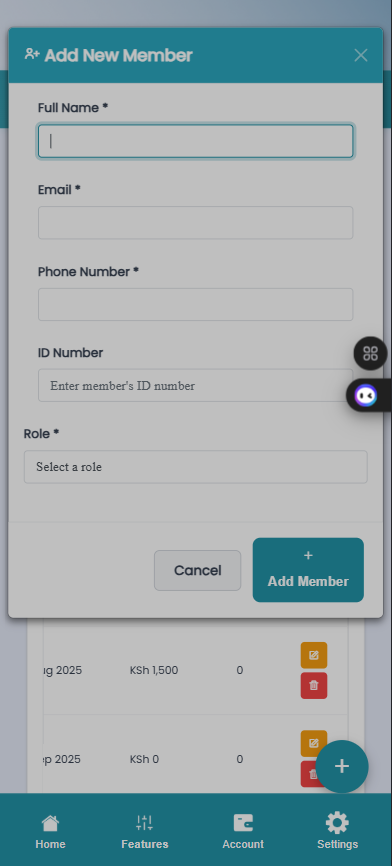 Add New Member
Full Name *
Email *
Phone Number *
ID Number
Enter member's ID number
Role *
Select a role
Cancel
+
Add Member
ug 2025 KSh 1,500 0
ep 2025 KSh 0 0
+
Home Features Account Settings